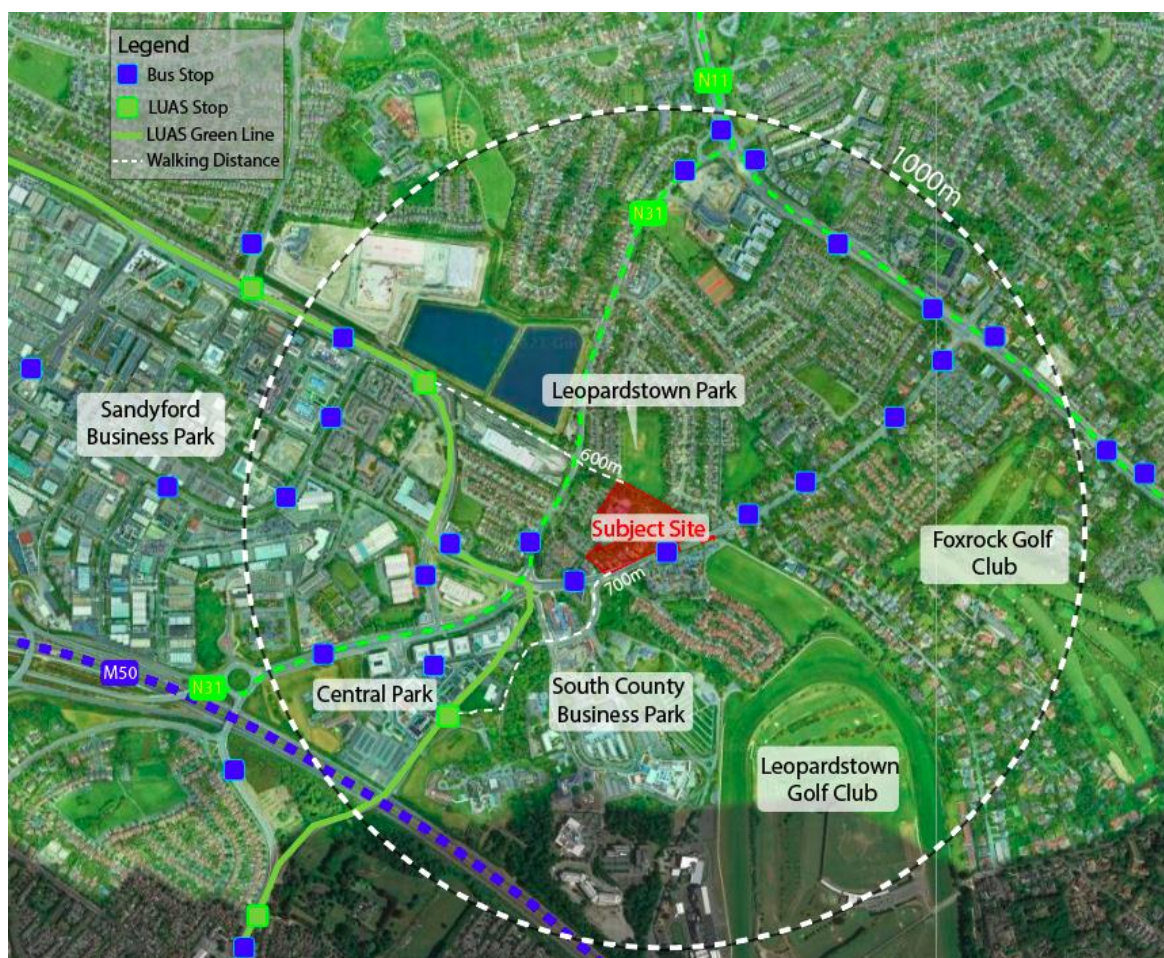 Legend
Bus Stop
LUAS Stop
LUAS Green Line
Walking Distance
N11
1000m
N31
Leopardstown Park
Sandyford
Business Park
600m
Subject Site
Foxrock Golf
Club
700m
M50
N31
Central Park
South County
Business Park
Leopardstown
Golf Club